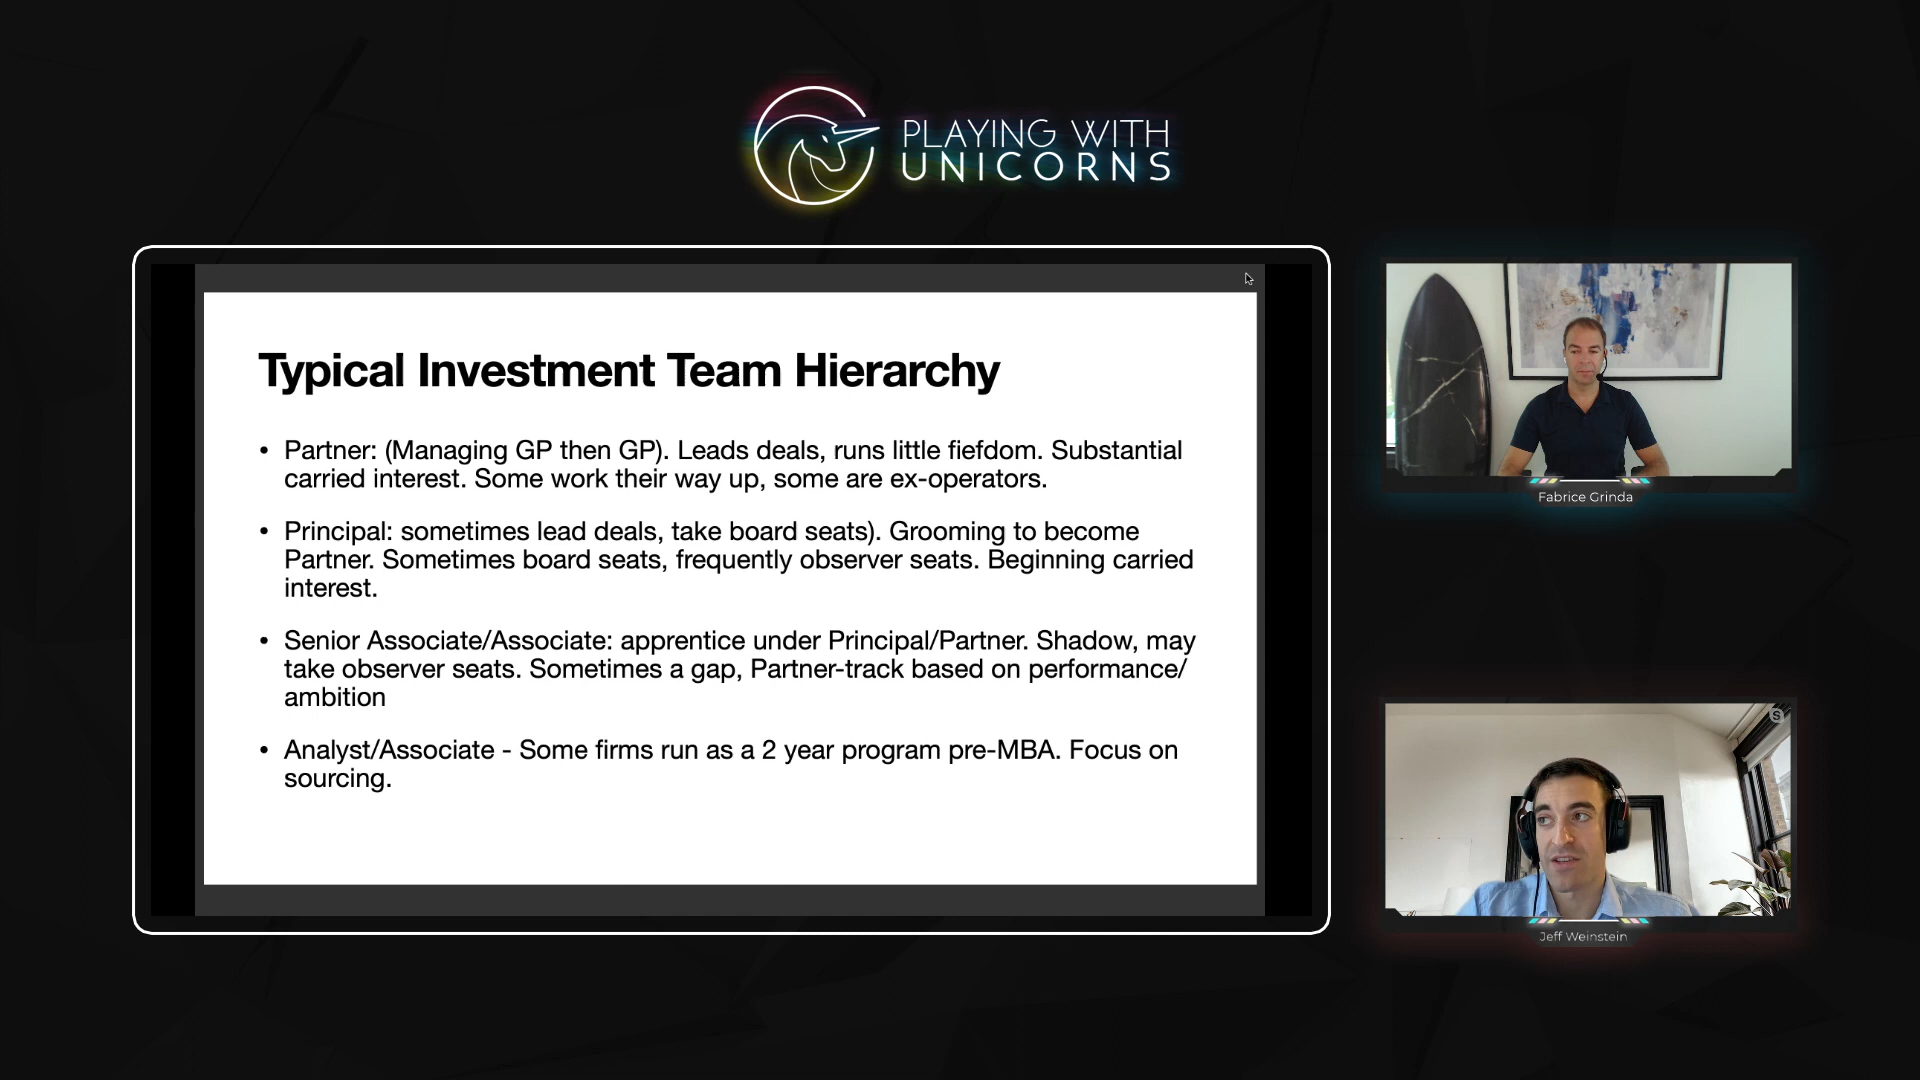 PLAYING WITH
UNICORNS
Typical Investment Team Hierarchy
• Partner: (Managing GP then GP). Leads deals, runs little fiefdom. Substantial
carried interest. Some work their way up, some are ex-operators.
• Principal: sometimes lead deals, take board seats). Grooming to become
Partner. Sometimes board seats, frequently observer seats. Beginning carried
interest.
• Senior Associate/Associate: apprentice under Principal/Partner. Shadow, may
take observer seats. Sometimes a gap, Partner-track based on performance/
ambition
• Analyst/Associate - Some firms run as a 2 year program pre-MBA. Focus on
sourcing.
Fabrice Grinda
S
Jeff Weinstein